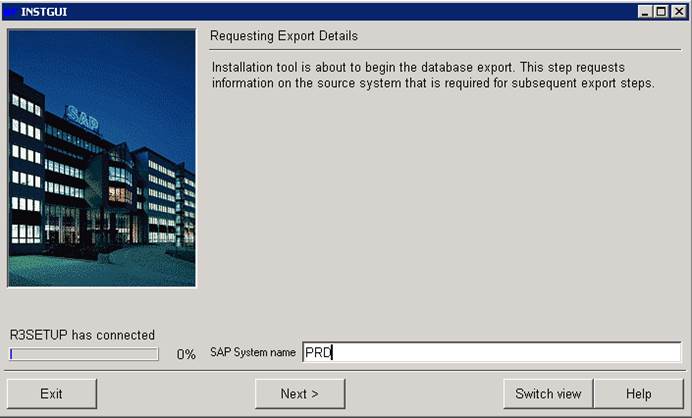 INSTGUI
Requesting Export Details
Installation tool is about to begin the database export. This step requests
information on the source system that is required for subsequent export steps.
SAP
R3SETUP has connected
0%
SAP System name
PRD
Exit
Next >
Switch view
Help